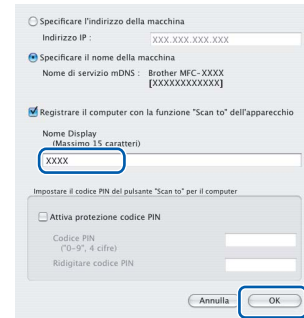 Specificare l'indirizzo della macchina
Indirizzo IP :
XXX.XXX.XXX.XXX
Specificare il nome della macchina
Nome di servizio mDNS : Brother MFC-XXXX
[XXXXXXXXXXXX]
Registrare il computer con la funzione "Scan to" dell'apparecchio
Nome Display
(Massimo 15 caratteri)
XXXX
Impostare il codice PIN del pulsante "Scan to" per il computer
Attiva protezione codice PIN
Codice PIN
("0-9", 4 cifre)
Ridigitare codice PIN
Annulla OK